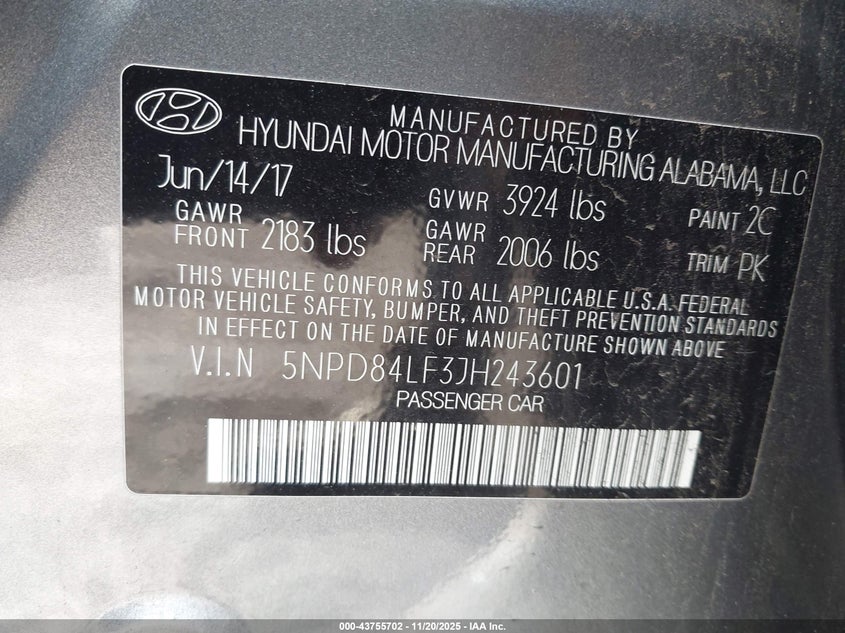 MANUFACTURED BY
HYUNDAI MOTOR MANUFACTURING ALABAMA, LLC
Jun/14/17 GVWR 3924 lbs PAINT 2C
GAWR FRONT 2183 lbs GAWR REAR 2006 lbs TRIM PK
THIS VEHICLE CONFORMS TO ALL APPLICABLE U.S.A. FEDERAL
MOTOR VEHICLE SAFETY, BUMPER, AND THEFT PREVENTION STANDARDS
IN EFFECT ON THE DATE OF MANUFACTURE SHOWN ABOVE
V.I.N 5NPD84LF3JH243601
PASSENGER CAR
000-43755702 - 11/20/2025 - IAA Inc.